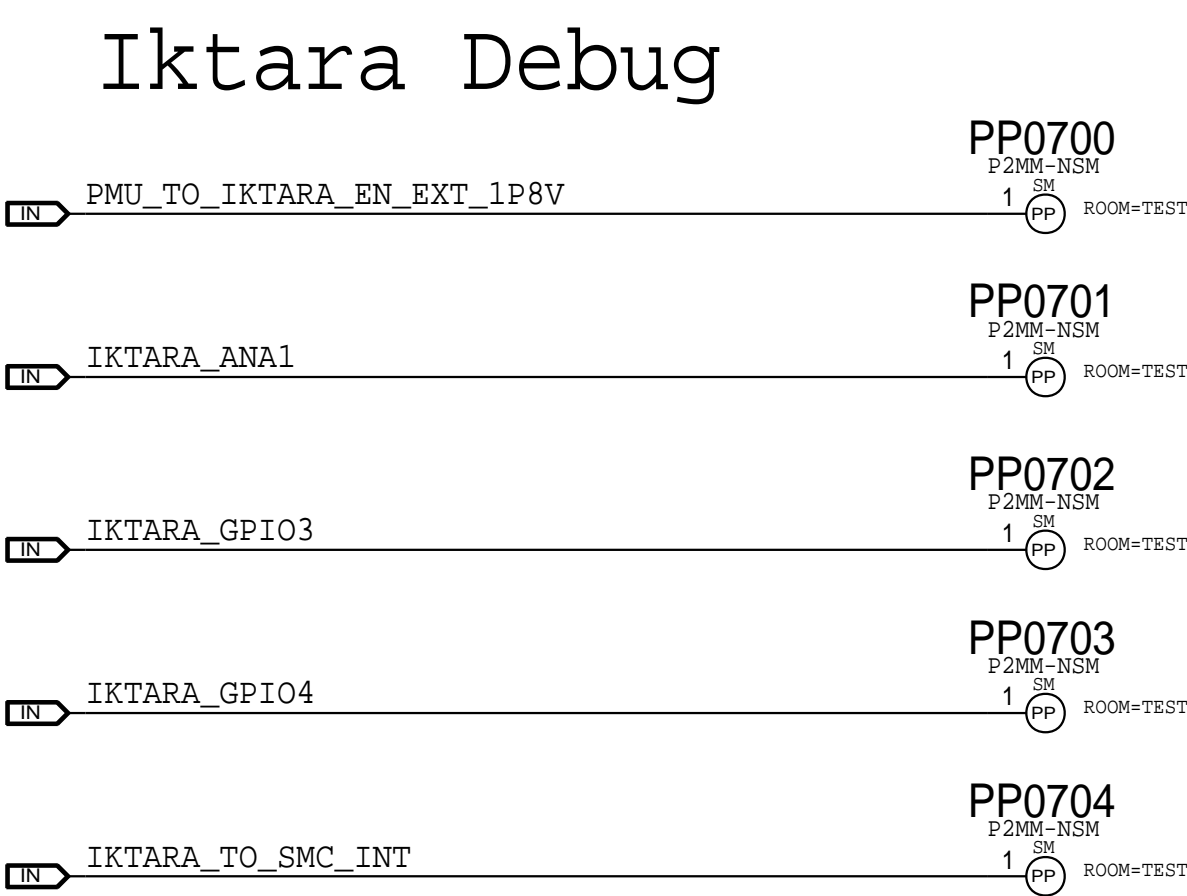 Iktara Debug
PP0700
P2MM-NSM
SM
PMU_TO_IKTARA_EN_EXT_1P8V
1
IN
PP
ROOM=TEST
PP0701
P2MM-NSM
SM
IKTARA_ANA1
1
IN
PP
ROOM=TEST
PP0702
P2MM-NSM
SM
IKTARA_GPIO3
1
IN
PP
ROOM=TEST
PP0703
P2MM-NSM
SM
IKTARA_GPIO4
1
IN
PP
ROOM=TEST
PP0704
P2MM-NSM
SM
IKTARA_TO_SMC_INT
1
IN
PP
ROOM=TEST